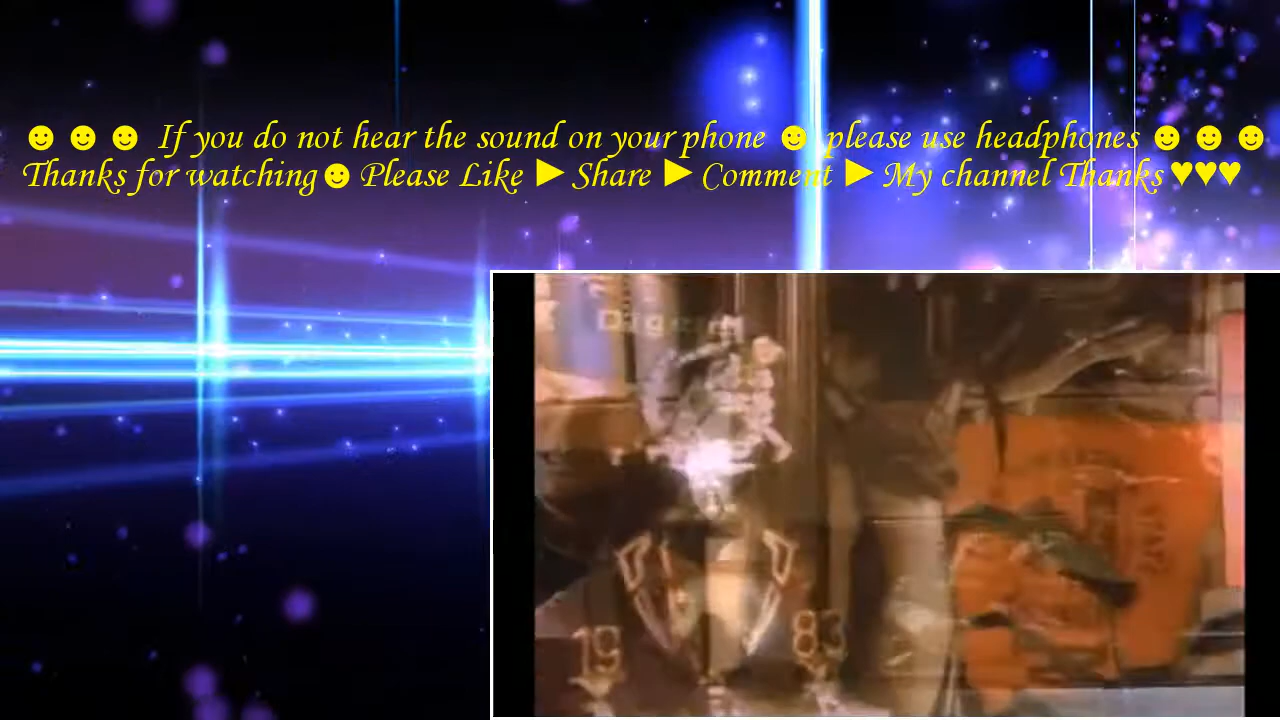 ☻ ☻ ☻ If you do not hear the sound on your phone ☻ please use headphones ☻ ☻ ☻
Thanks for watching☻ Please Like ► Share ► Comment ► My channel Thanks ♥♥♥
19 83